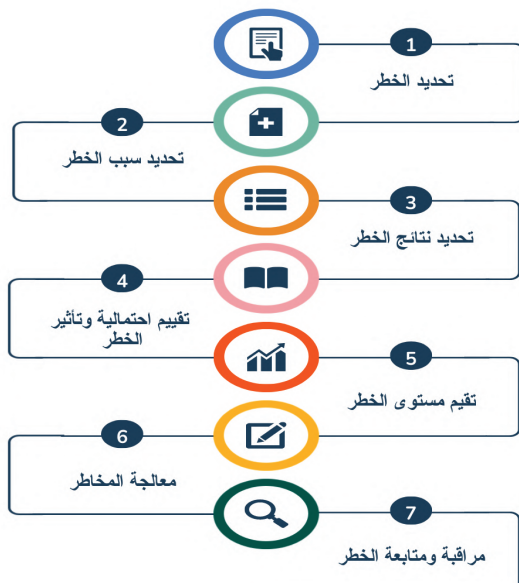 1
تحديد الخطر
2
تحديد سبب الخطر
3
تحديد نتائج الخطر
4
تقييم احتمالية وتأثير
الخطر
5
تقيم مستوى الخطر
6
معالجة المخاطر
7
مراقبة ومتابعة الخطر